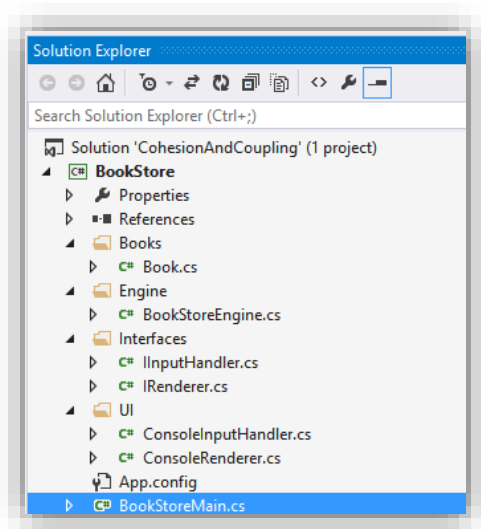 Solution Explorer
Search Solution Explorer (Ctrl+;)
Solution 'CohesionAndCoupling' (1 project)
C# BookStore
Properties
References
Books
C# Book.cs
Engine
C# BookStoreEngine.cs
Interfaces
C# IInputHandler.cs
C# IRenderer.cs
UI
C# ConsoleInputHandler.cs
C# ConsoleRenderer.cs
App.config
C# BookStoreMain.cs